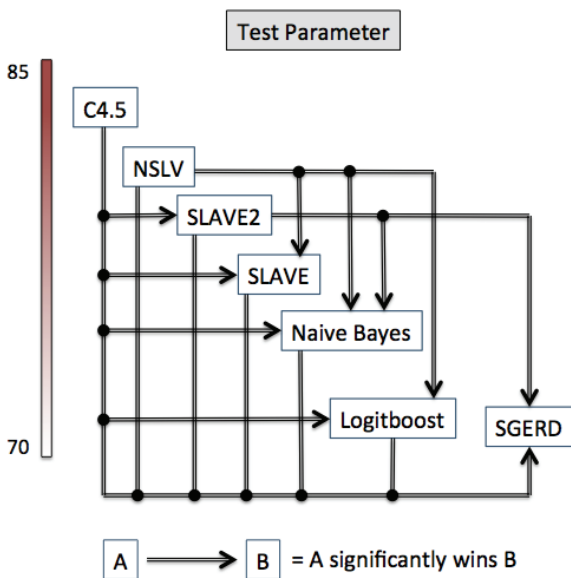 Test Parameter
85
C4.5
NSLV
SLAVE2
SLAVE
Naive Bayes
Logitboost
SGERD
70
A B = A significantly wins B